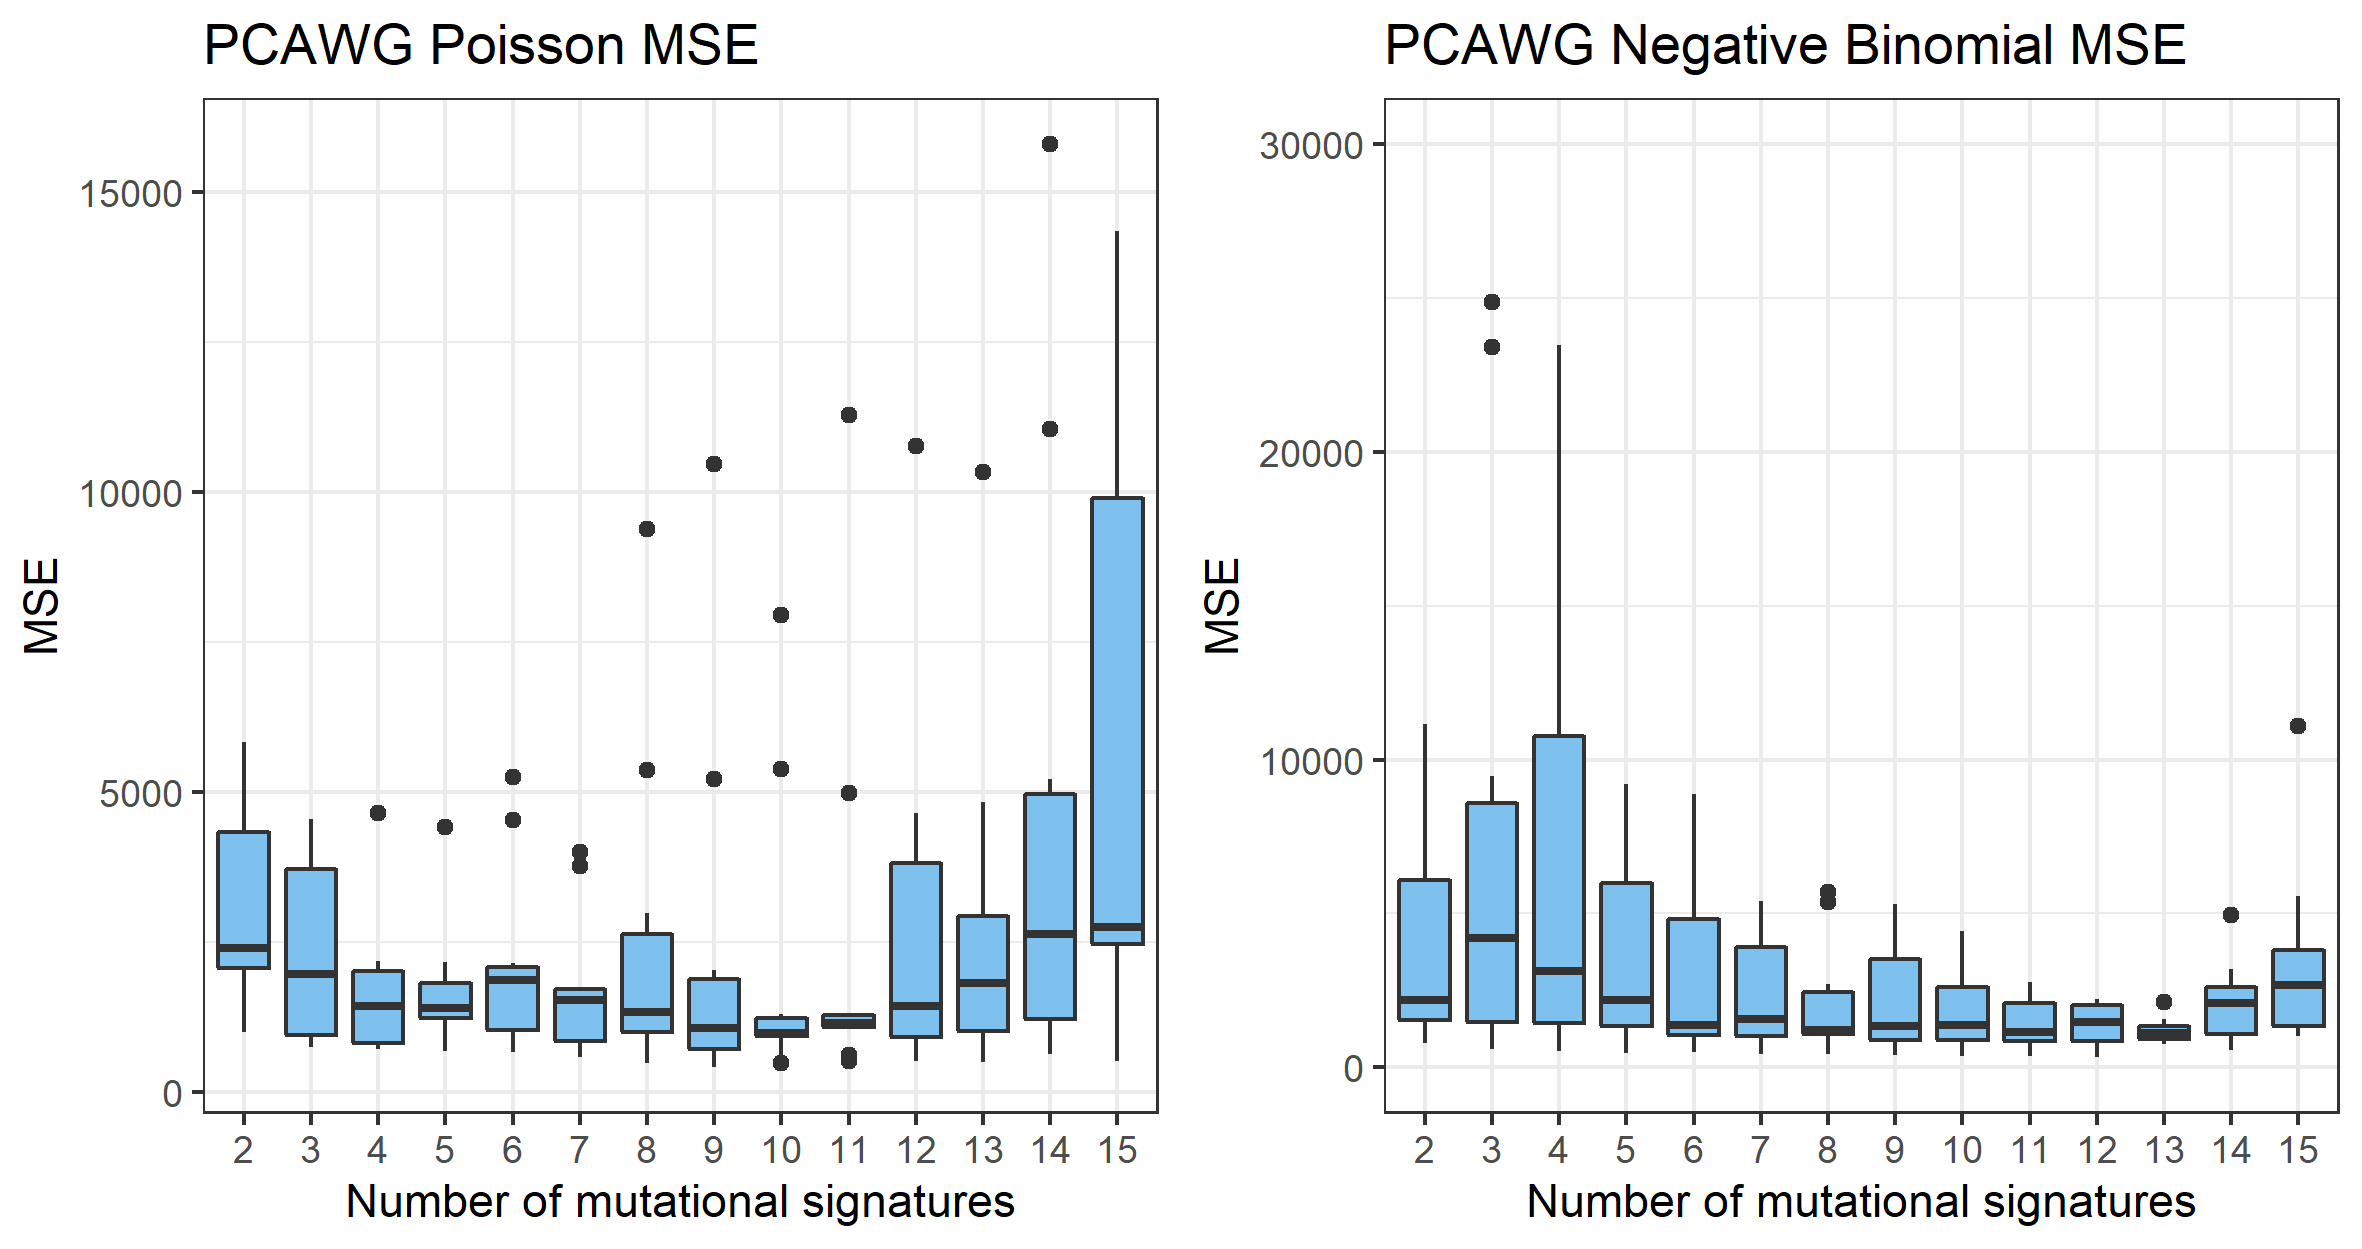 PCAWG Poisson MSE
MSE
15000
10000
5000
0
2 3 4 5 6 7 8 9 10 11 12 13 14 15
Number of mutational signatures
PCAWG Negative Binomial MSE
MSE
30000
20000
10000
0
2 3 4 5 6 7 8 9 10 11 12 13 14 15
Number of mutational signatures